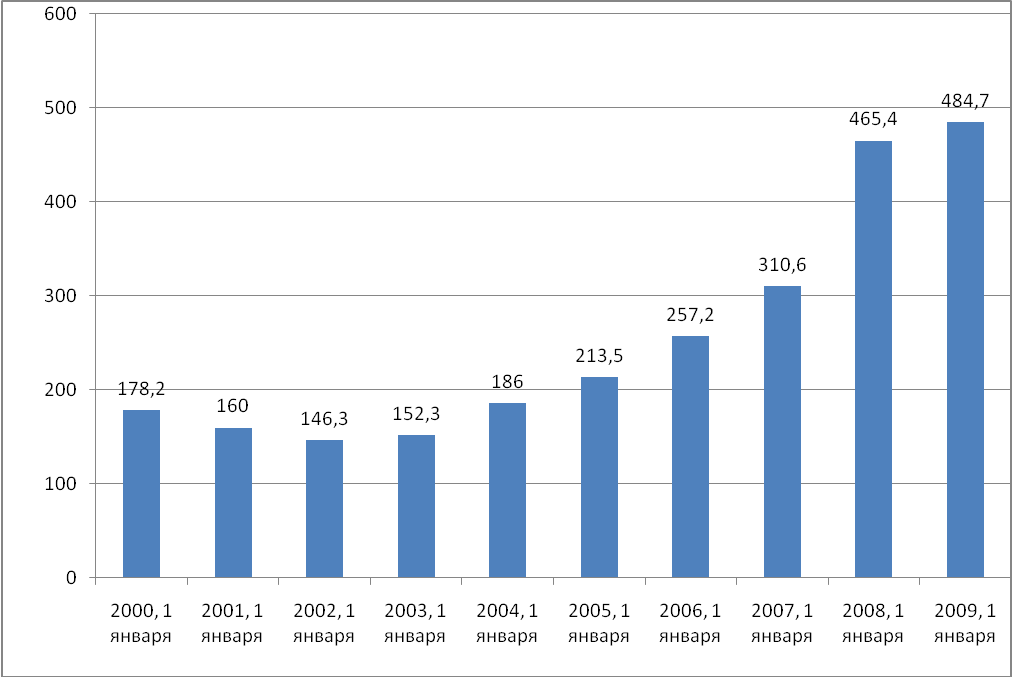 600
500
400
300
200
100
0
178,2
160
146,3
152,3
186
213,5
257,2
310,6
465,4
484,7
2000, 1 января
2001, 1 января
2002, 1 января
2003, 1 января
2004, 1 января
2005, 1 января
2006, 1 января
2007, 1 января
2008, 1 января
2009, 1 января